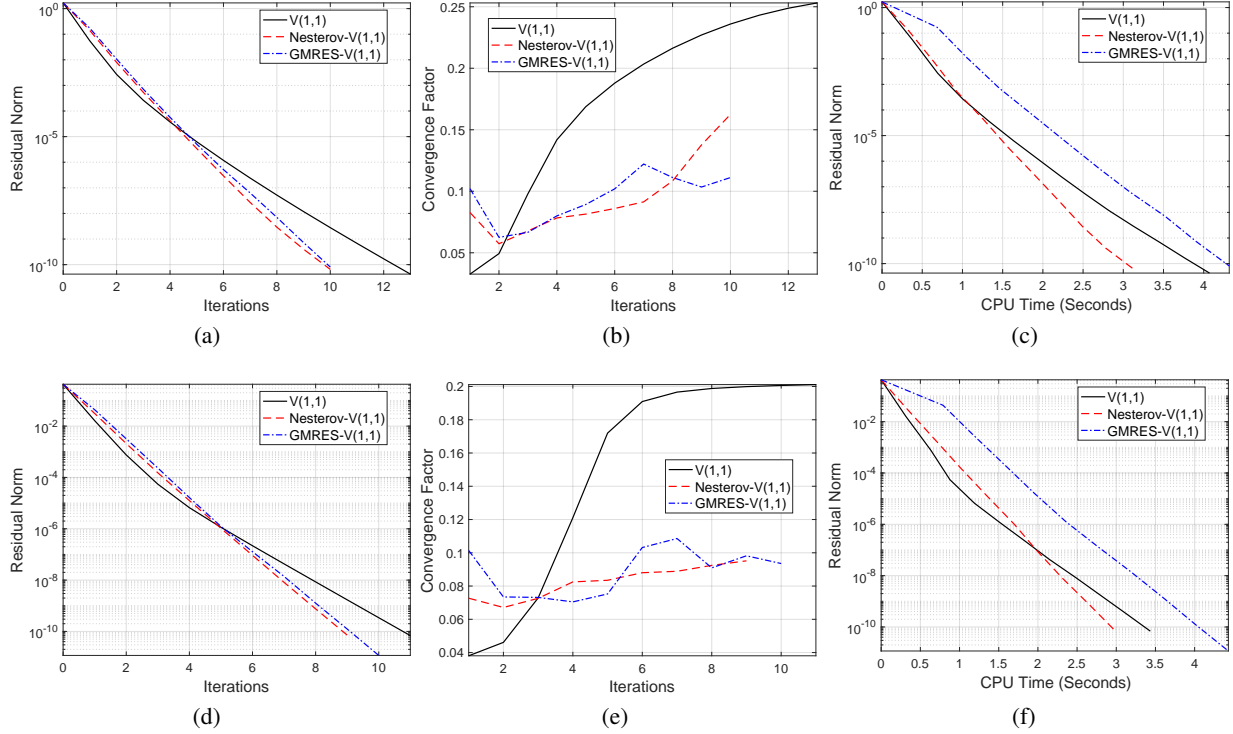 10^0
10^-5
10^-10
Residual Norm
0 2 4 6 8 10 12
Iterations
V(1,1)
Nesterov-V(1,1)
GMRES-V(1,1)
(a)
0.25
0.2
0.15
0.1
0.05
Convergence Factor
2 4 6 8 10 12
Iterations
V(1,1)
Nesterov-V(1,1)
GMRES-V(1,1)
(b)
10^0
10^-5
10^-10
Residual Norm
0 0.5 1 1.5 2 2.5 3 3.5 4
CPU Time (Seconds)
V(1,1)
Nesterov-V(1,1)
GMRES-V(1,1)
(c)
10^-2
10^-4
10^-6
10^-8
10^-10
Residual Norm
0 2 4 6 8 10
Iterations
V(1,1)
Nesterov-V(1,1)
GMRES-V(1,1)
(d)
0.2
0.18
0.16
0.14
0.12
0.1
0.08
0.06
0.04
Convergence Factor
2 4 6 8 10
Iterations
V(1,1)
Nesterov-V(1,1)
GMRES-V(1,1)
(e)
10^-2
10^-4
10^-6
10^-8
10^-10
Residual Norm
0 0.5 1 1.5 2 2.5 3 3.5 4
CPU Time (Seconds)
V(1,1)
Nesterov-V(1,1)
GMRES-V(1,1)
(f)